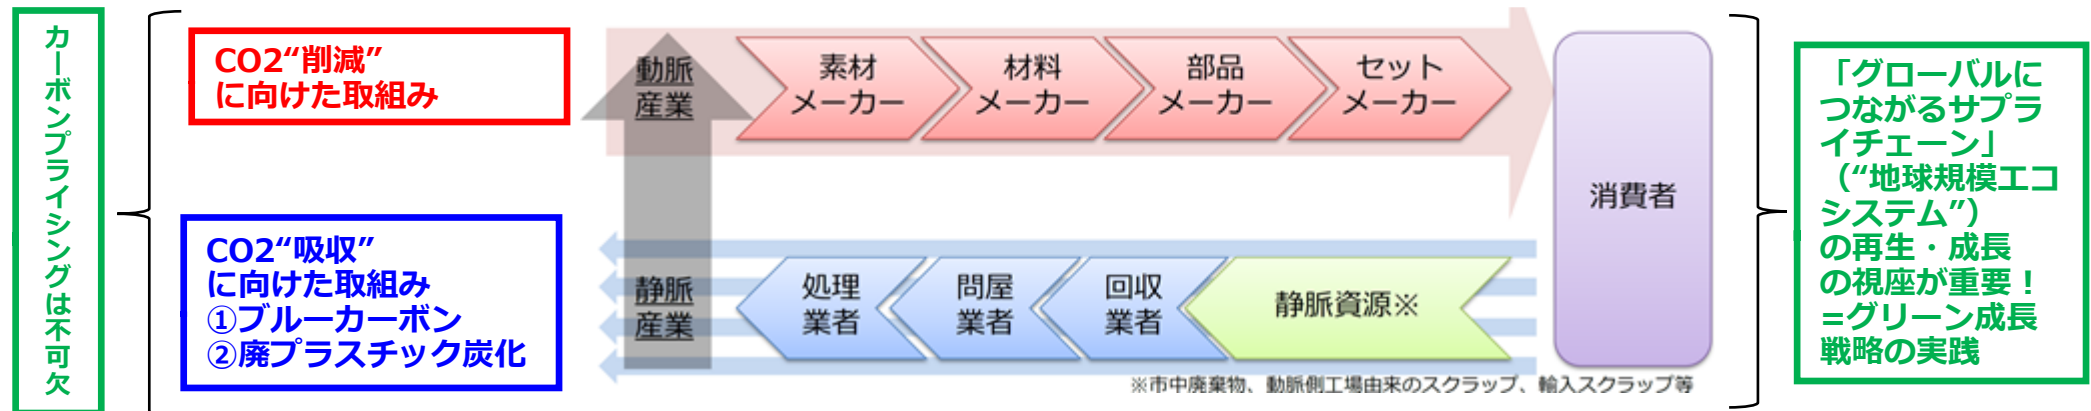 カーボンプライシングは不可欠
CO2“削減”
に向けた取組み
動脈
産業
素材
メーカー
材料
メーカー
部品
メーカー
セット
メーカー
消費者
CO2“吸収”
に向けた取組み
①ブルーカーボン
②廃プラスチック炭化
静脈
産業
処理
業者
問屋
業者
回収
業者
静脈資源※
※市中廃棄物、動脈側工場由来のスクラップ、輸入スクラップ等
「グローバルに
つながるサプラ
イチェーン」
（“地球規模エコ
システム”）
の再生・成長
の視座が重要！
=グリーン成長
戦略の実践